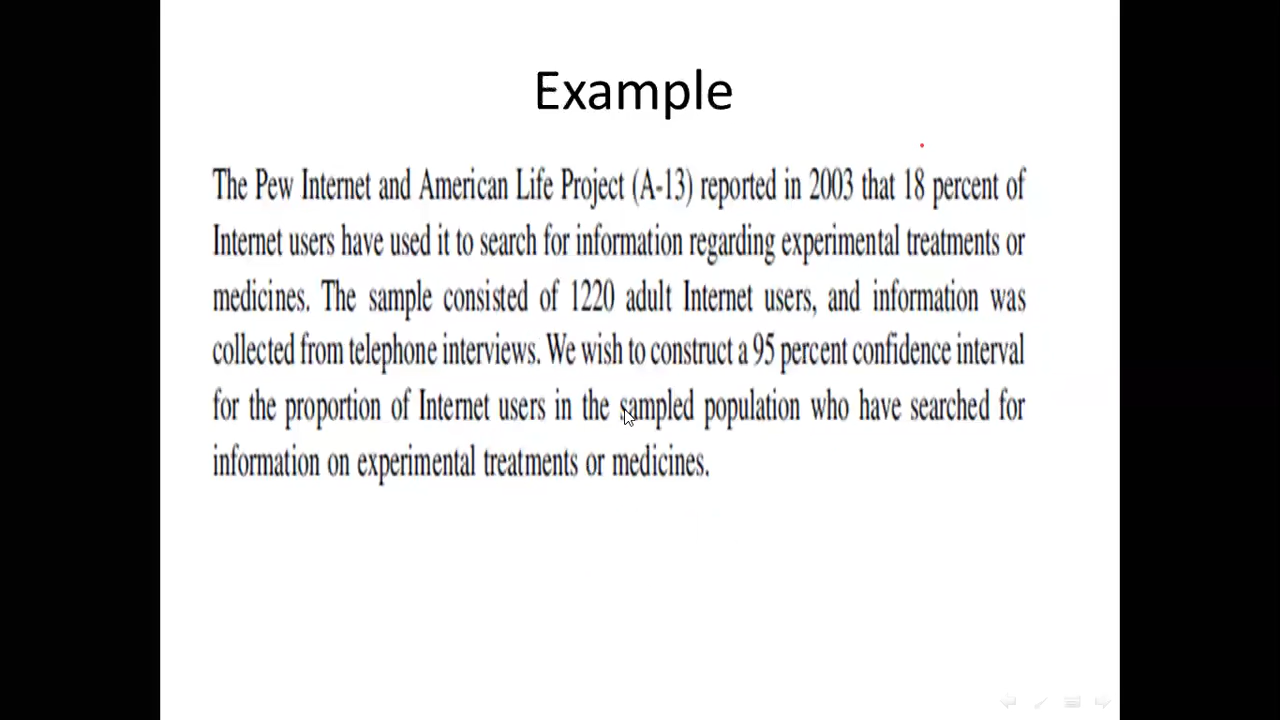 Example
The Pew Internet and American Life Project (A-13) reported in 2003 that 18 percent of
Internet users have used it to search for information regarding experimental treatments or
medicines. The sample consisted of 1220 adult Internet users, and information was
collected from telephone interviews. We wish to construct a 95 percent confidence interval
for the proportion of Internet users in the sampled population who have searched for
information on experimental treatments or medicines.